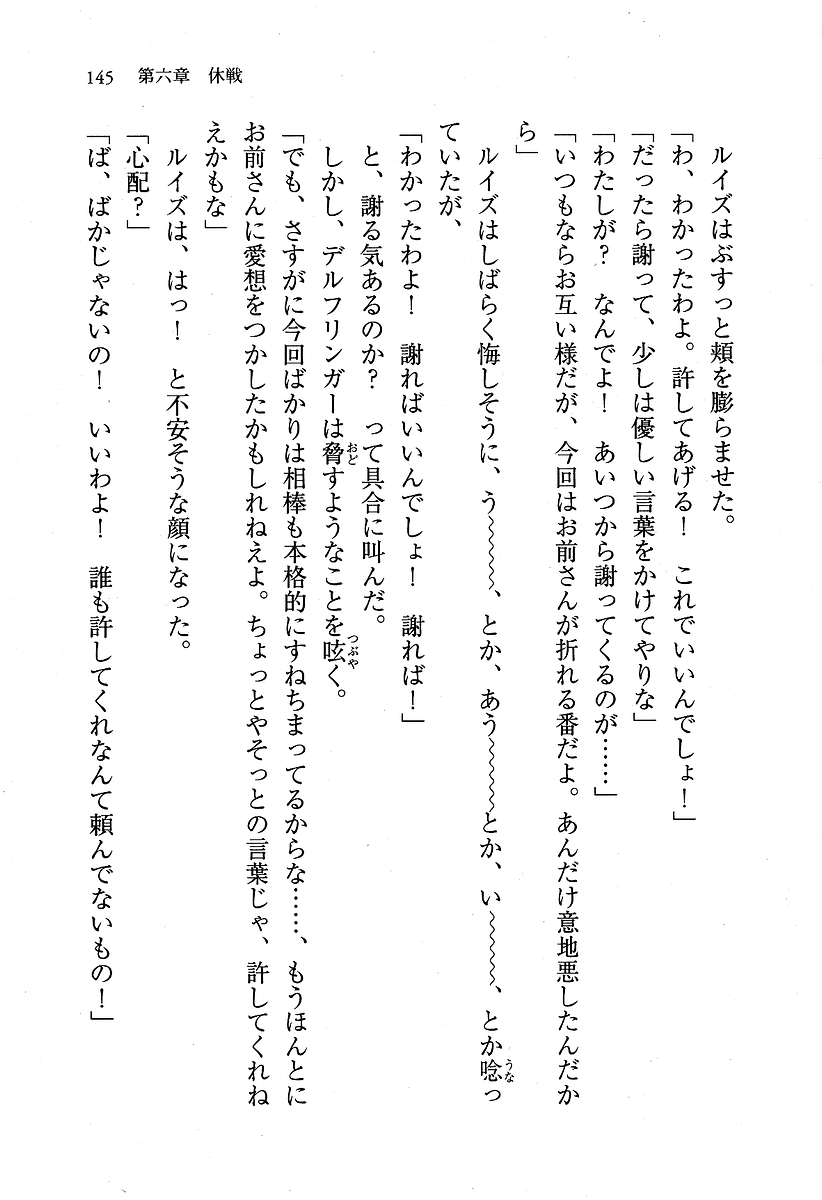 145　第六章　休戦
　ルイズはぶすっと頬を膨らませた。
「わ、わかったわよ。許してあげる！　これでいいんでしょ！」
「だったら謝って、少しは優しい言葉をかけてやりな」
「わたしが？　なんでよ！　あいつから謝ってくるのが……」
「いつもならお互い様だが、今回はお前さんが折れる番だよ。あんだけ意地悪したんだか
ら」
　ルイズはしばらく悔しそうに、う～～～～、とか、あう～～～～とか、い～～～～、とか唸っ
ていたが、
「わかったわよ！　謝ればいいんでしょ！　謝れば！」
　と、謝る気あるのか？　って具合に叫んだ。
　しかし、デルフリンガーは脅すようなことを呟く。
「でも、さすがに今回ばかりは相棒も本格的にすねちまってるからな……、もうほんとに
お前さんに愛想をつかしたかもしれねえよ。ちょっとやそっとの言葉じゃ、許してくれね
えかもな」
　ルイズは、はっ！　と不安そうな顔になった。
「心配？」
「ば、ばかじゃないの！　いいわよ！　誰も許してくれなんて頼んでないもの！」